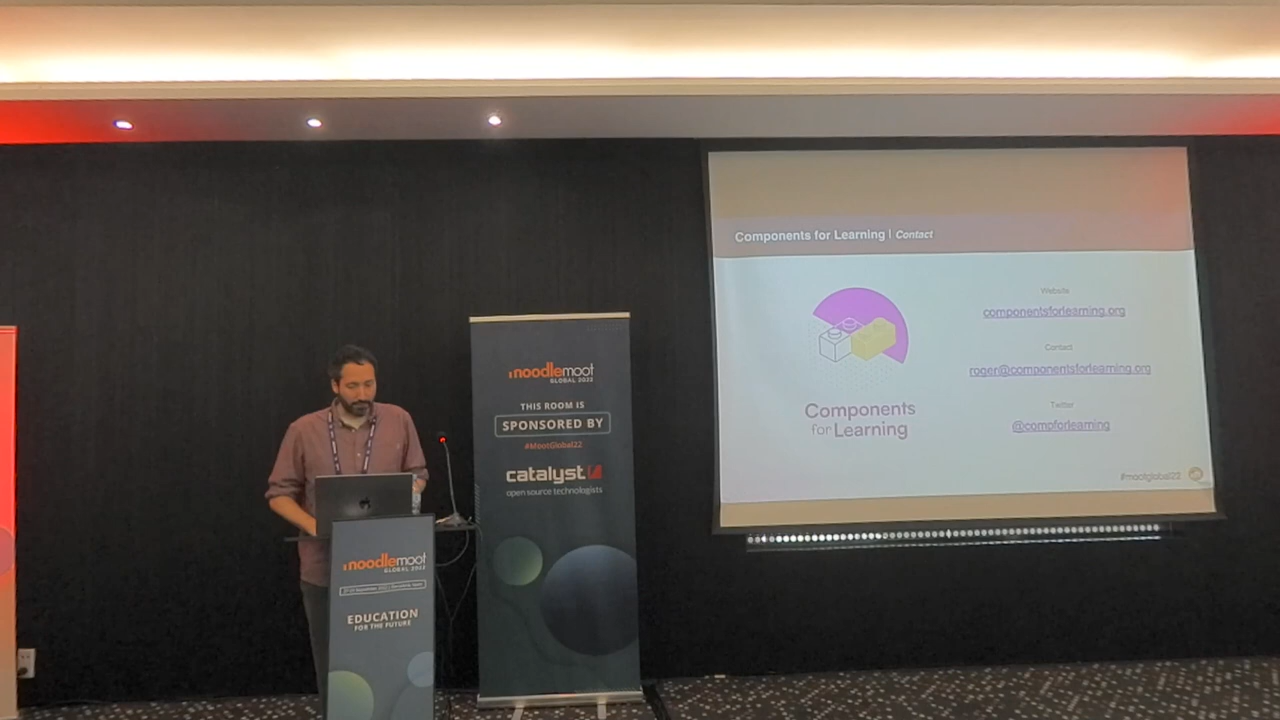 moodlemoot
GLOBAL 2022
EDUCATION
FOR THE FUTURE
moodlemoot
GLOBAL 2022
THIS ROOM IS
SPONSORED BY
#MootGlobal22
catalyst
open source technologists
Components for Learning | Contact
Components
for Learning
Website
componentsforlearning.org
Contact
roger@componentsforlearning.org
Twitter
@compforlearning
#mootglobal22